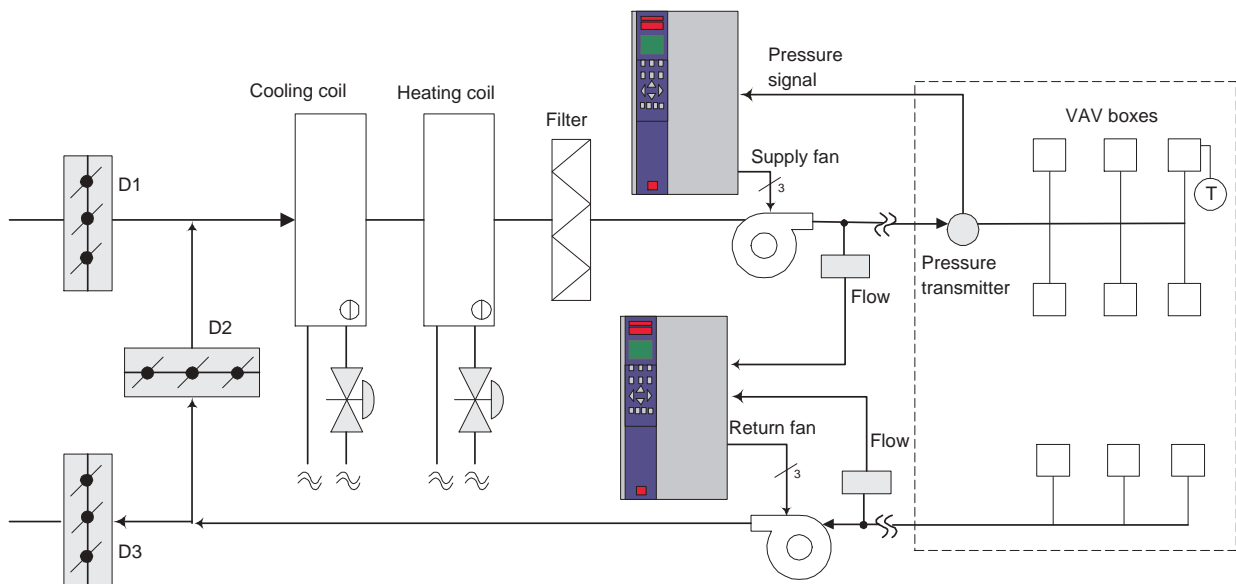 Pressure
signal
Cooling coil
Heating coil
Filter
VAV boxes
Supply fan
3
D1
T
Pressure
transmitter
Flow
D2
Return fan
Flow
3
D3